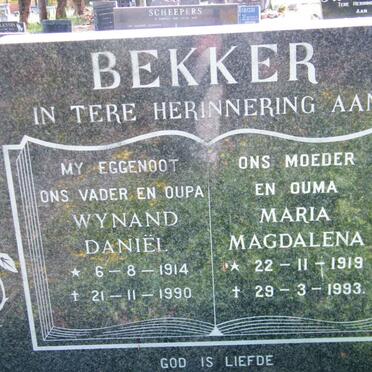 SCHEEPERS
BEKKER
IN TERE HERINNERING AAN
MY EGGENOOT
ONS VADER EN OUPA
WYNAND
DANIËL
★ 6-8-1914
✝ 21-11-1990
ONS MOEDER
EN OUMA
MARIA
MAGDALENA
★ 22-11-1919
✝ 29-3-1993.
GOD IS LIEFDE